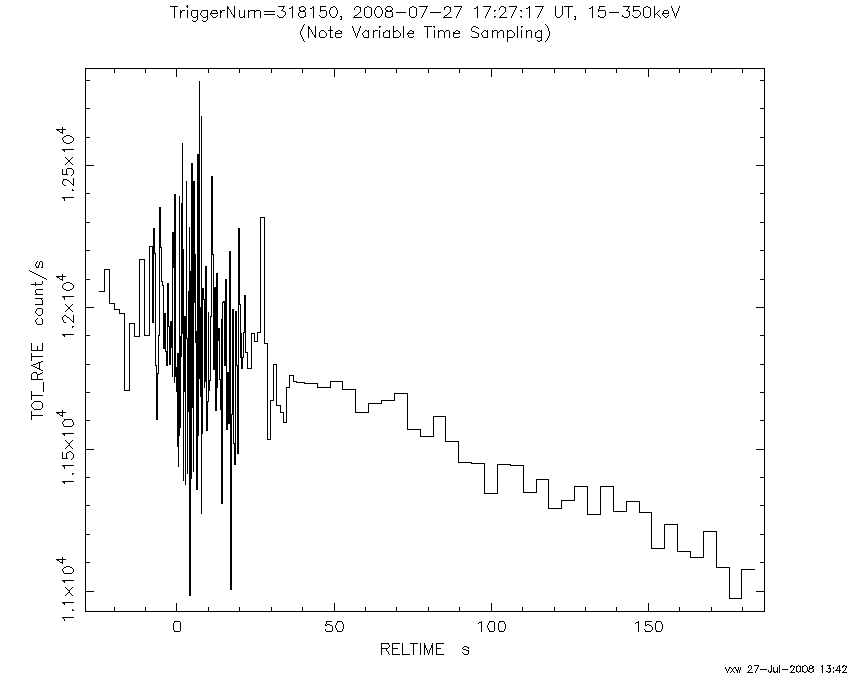 TriggerNum=318150, 2008-07-27 17:27:17 UT, 15-350keV
(Note Variable Time Sampling)
TOT_RATE count/s
1.25×10⁴
1.2×10⁴
1.15×10⁴
1.1×10⁴
0 50 100 150
RELTIME s
vxw 27-Jul-2008 13:42